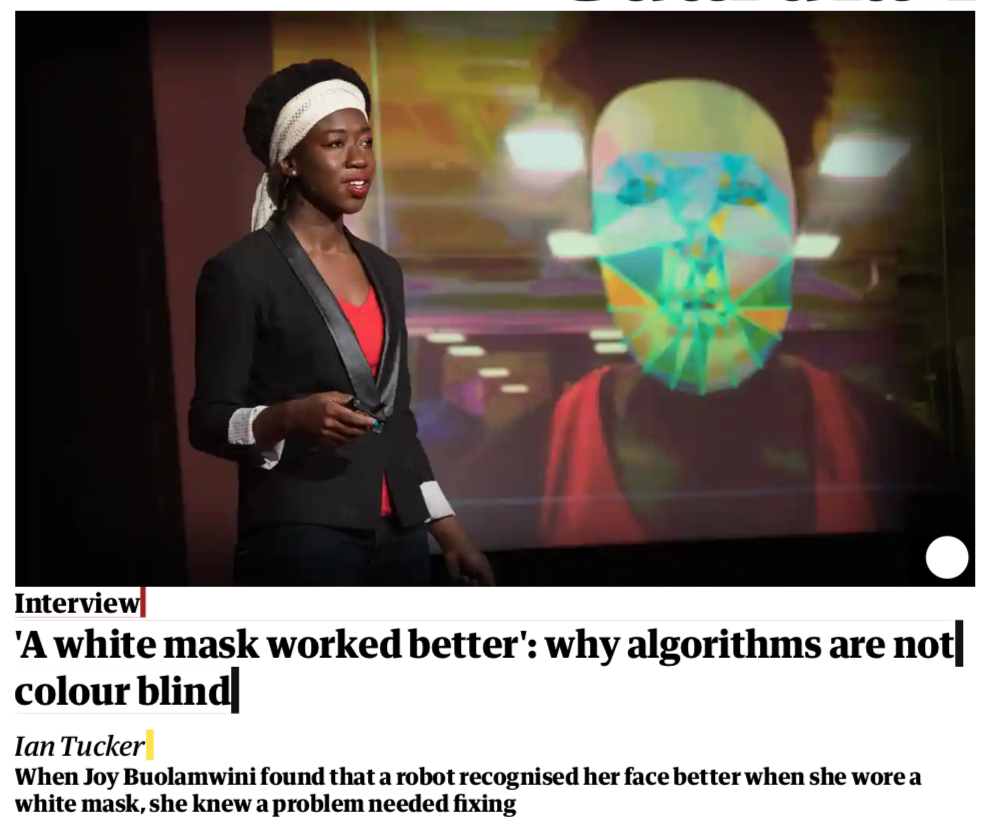 Interview
'A white mask worked better': why algorithms are not
colour blind
Ian Tucker
When Joy Buolamwini found that a robot recognised her face better when she wore a
white mask, she knew a problem needed fixing